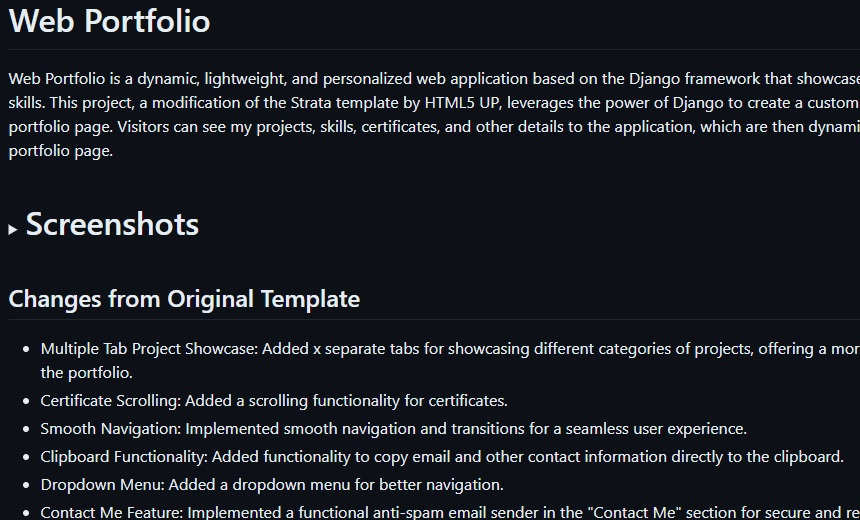 Web Portfolio
Web Portfolio is a dynamic, lightweight, and personalized web application based on the Django framework that showcase
skills. This project, a modification of the Strata template by HTML5 UP, leverages the power of Django to create a custom
portfolio page. Visitors can see my projects, skills, certificates, and other details to the application, which are then dynami
portfolio page.
Screenshots
Changes from Original Template
Multiple Tab Project Showcase: Added x separate tabs for showcasing different categories of projects, offering a mor
the portfolio.
Certificate Scrolling: Added a scrolling functionality for certificates.
Smooth Navigation: Implemented smooth navigation and transitions for a seamless user experience.
Clipboard Functionality: Added functionality to copy email and other contact information directly to the clipboard.
Dropdown Menu: Added a dropdown menu for better navigation.
Contact Me Feature: Implemented a functional anti-spam email sender in the "Contact Me" section for secure and re